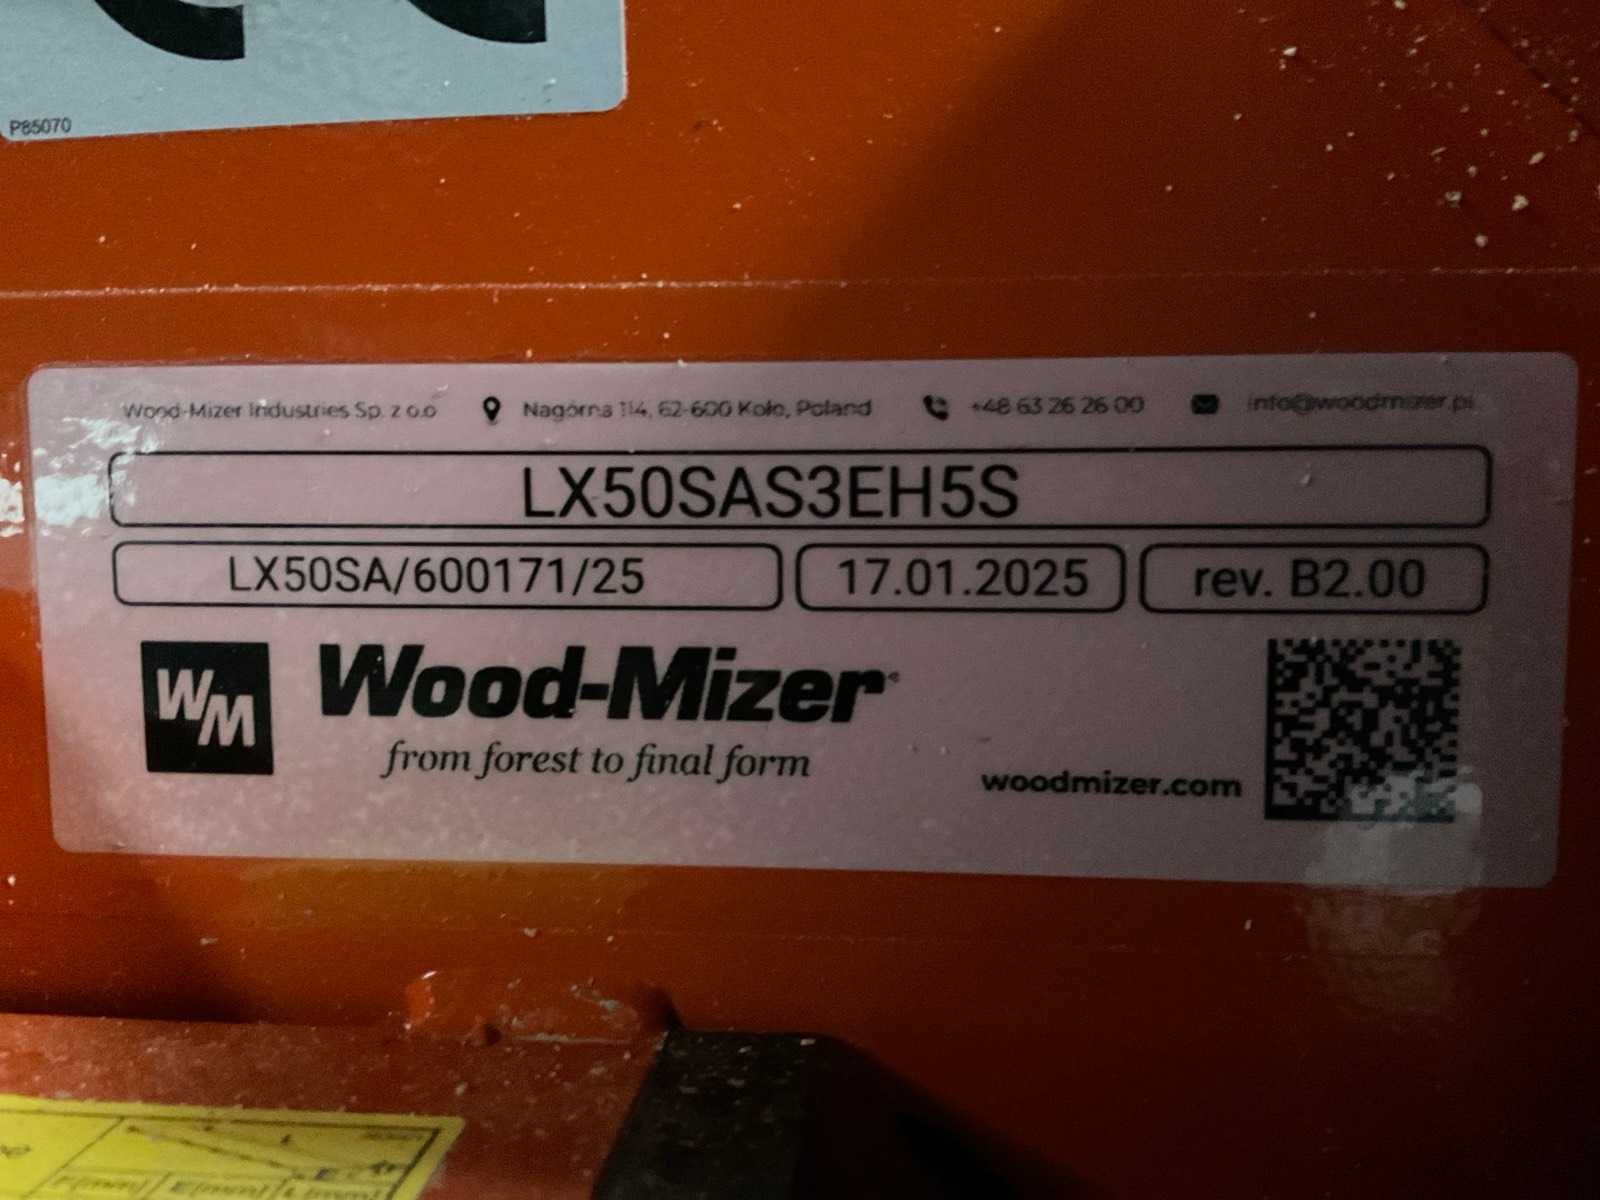 P85070
Wood-Mizer Industries Sp. z o.o Nagórna 114, 62-600 Koło, Poland +48 63 26 26 00 info@woodmizer.pl
LX50SAS3EH5S
LX50SA/600171/25 17.01.2025 rev. B2.00
WM Wood-Mizer®
from forest to final form
woodmizer.com